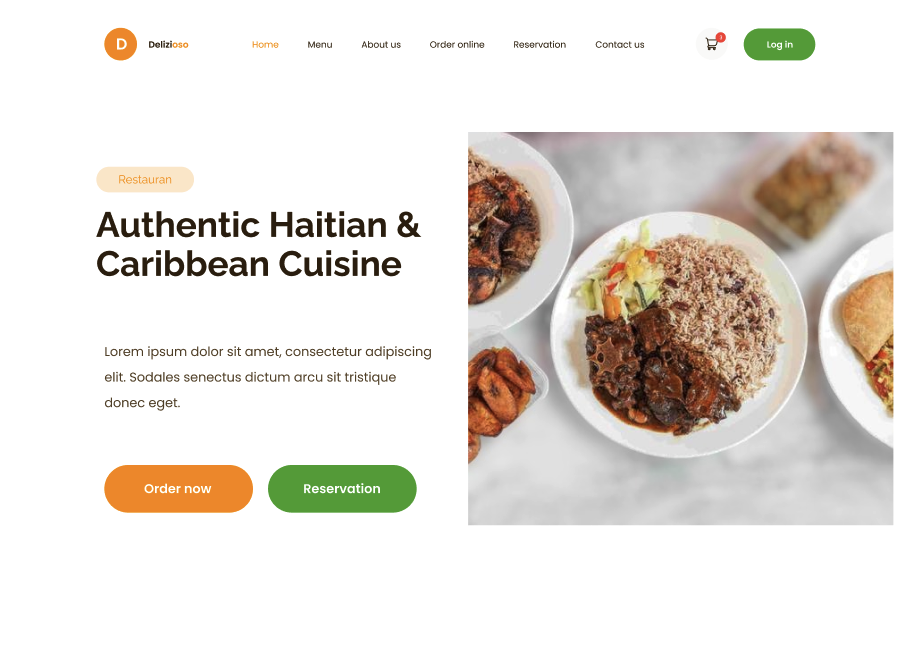 D
Delizioso
Home
Menu
About us
Order online
Reservation
Contact us
Log in
Restauran
Authentic Haitian &
Caribbean Cuisine
Lorem ipsum dolor sit amet, consectetur adipiscing
elit. Sodales senectus dictum arcu sit tristique
donec eget.
Order now
Reservation